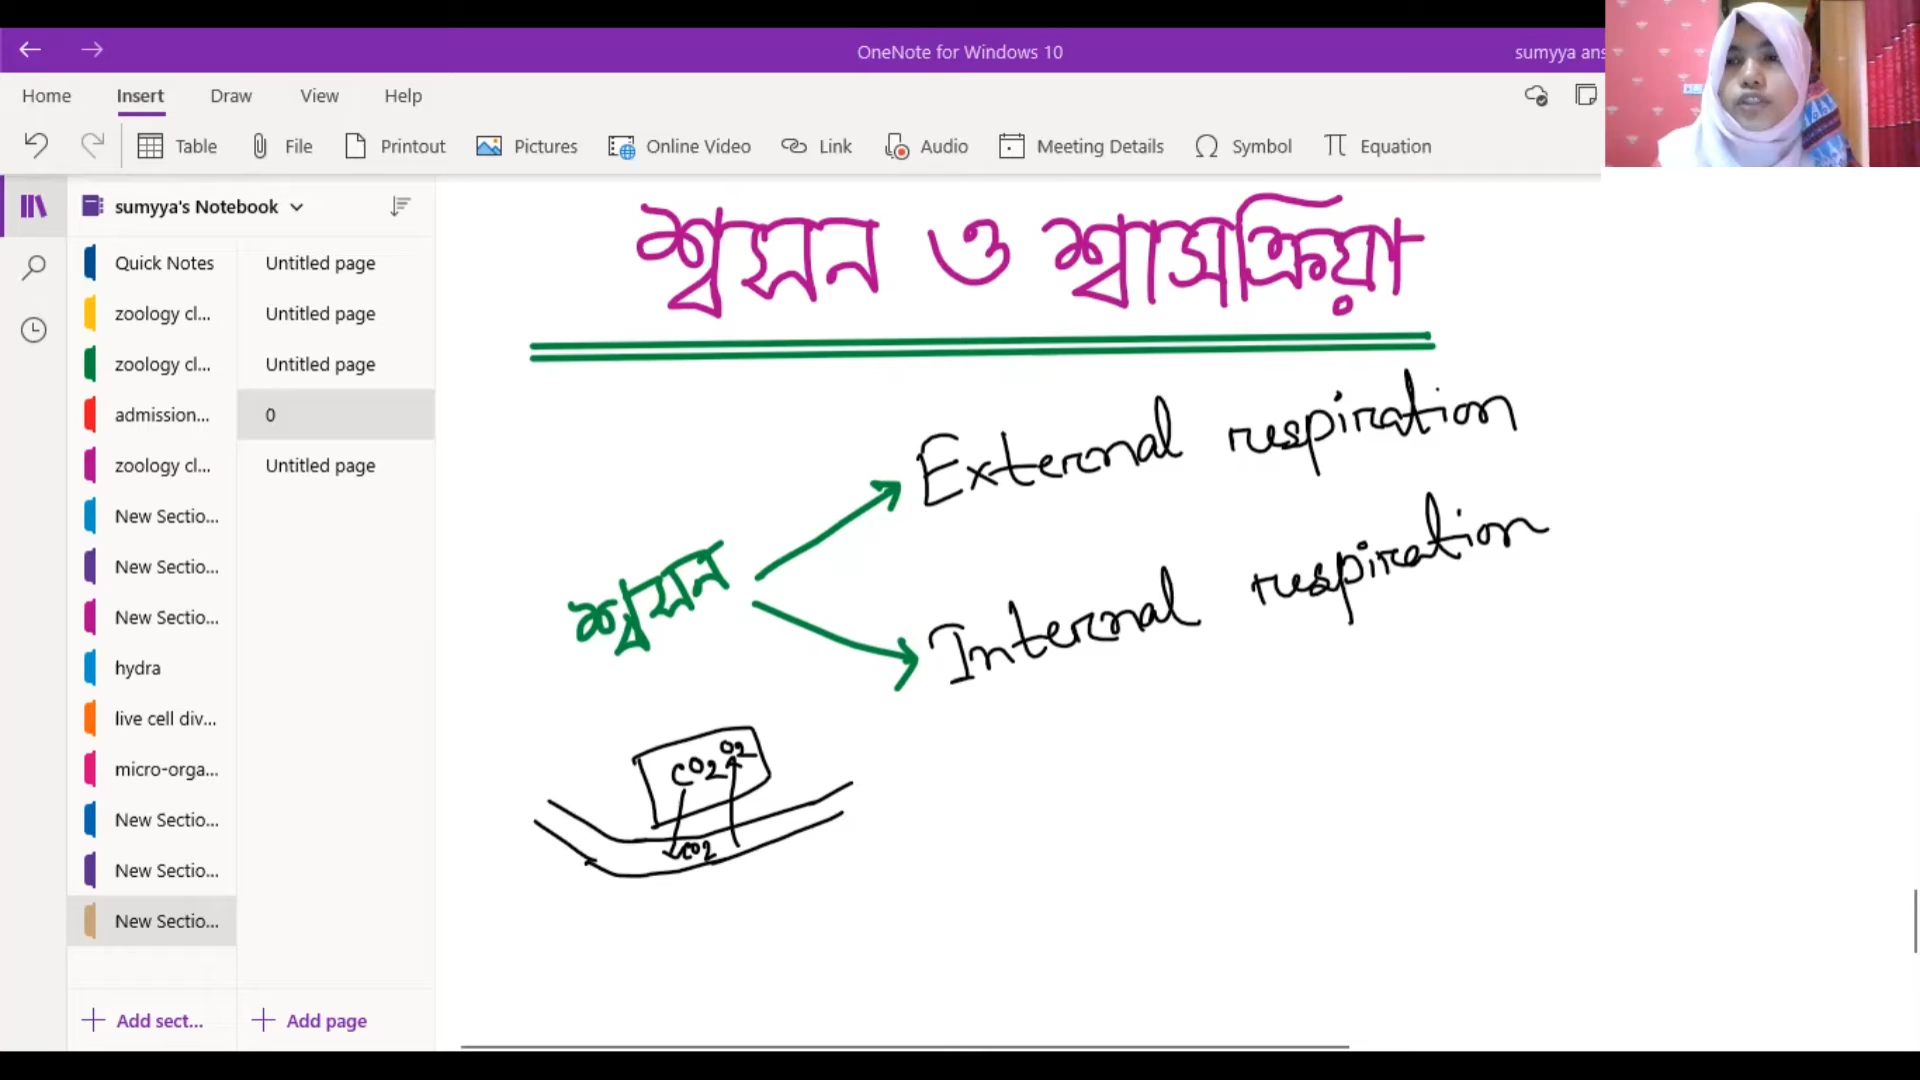 OneNote for Windows 10
sumyya ans
Home Insert Draw View Help
Table File Printout Pictures Online Video Link Audio Meeting Details Symbol Equation
sumyya's Notebook
Quick Notes
zoology cl...
zoology cl...
admission...
zoology cl...
New Sectio...
New Sectio...
New Sectio...
hydra
live cell div...
micro-orga...
New Sectio...
New Sectio...
New Sectio...
Add sect...
Untitled page
Untitled page
Untitled page
0
Untitled page
Add page
শ্বসন ও শ্বাসক্রিয়া
External respiration
শ্বসন
Internal respiration
CO2 O2
CO2